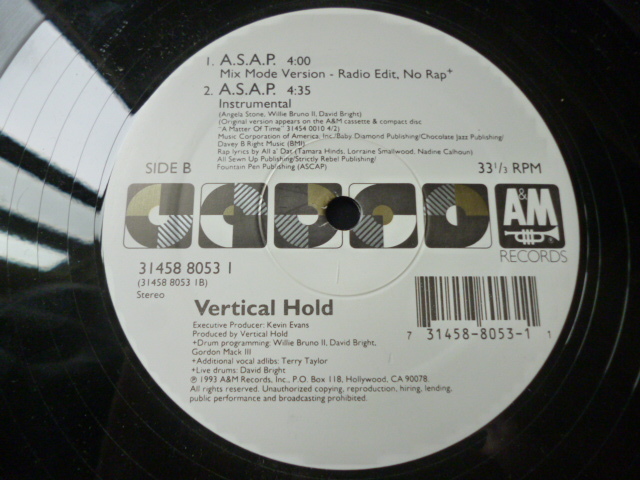 1. A.S.A.P. 4:00
Mix Mode Version - Radio Edit, No Rap+
2. A.S.A.P. 4:35
Instrumental
(Angela Stone, Willie Bruno II, David Bright)
(Original version appears on the A&M cassette & compact disc
"A Matter Of Time" 31454 0010 4/2)
Music Corporation of America, Inc./Baby Diamond Publishing/Chocolate Jazz Publishing/
Davey B Right Music (BMI)
Rap lyrics by All a' Dat (Tamara Hinds, Lorraine Smallwood, Nadine Calhoun)
All Sewn Up Publishing/Strictly Rebel Publishing/
Fountain Pen Publishing (ASCAP)
SIDE B
33 1/3 RPM
A&M
RECORDS
31458 8053 1
(31458 8053 1B)
Stereo
Vertical Hold
7 31458-8053-1 1
Executive Producer: Kevin Evans
Produced by Vertical Hold
+Drum programming: Willie Bruno II, David Bright,
Gordon Mack III
+Additional vocal adlibs: Terry Taylor
+Live drums: David Bright
℗ 1993 A&M Records, Inc., P.O. Box 118, Hollywood, CA 90078.
All rights reserved. Unauthorized copying, reproduction, hiring, lending,
public performance and broadcasting prohibited.